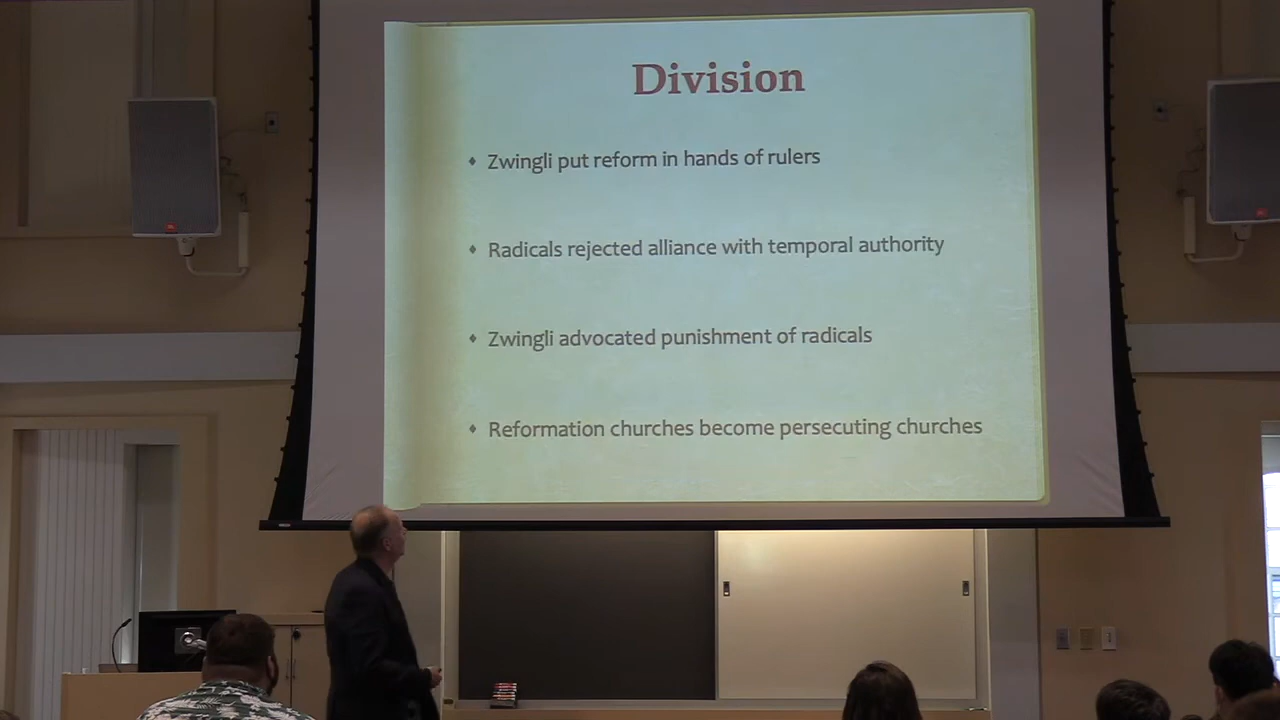 Division
Zwingli put reform in hands of rulers
Radicals rejected alliance with temporal authority
Zwingli advocated punishment of radicals
Reformation churches become persecuting churches